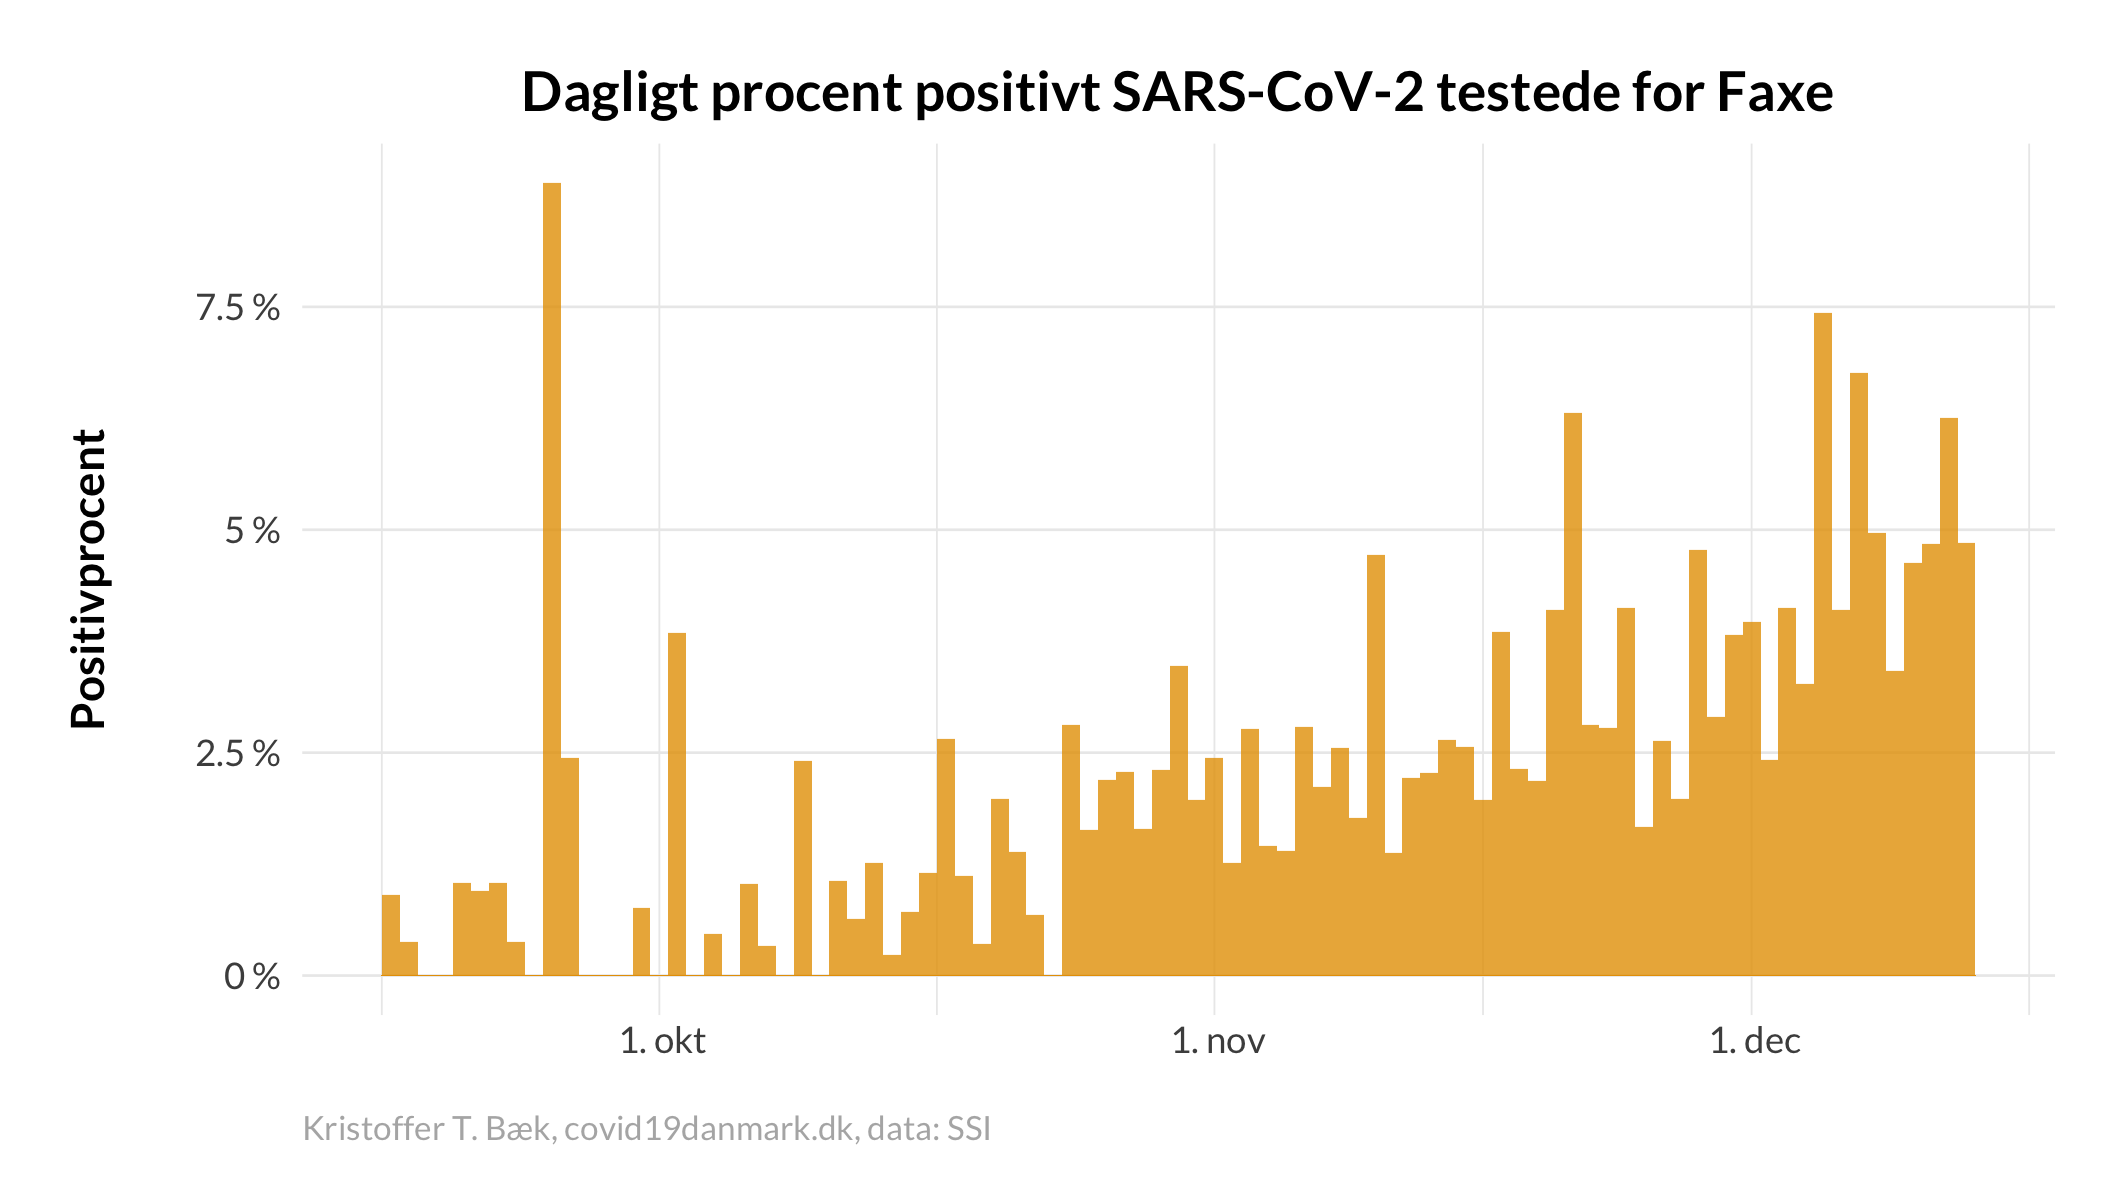 Dagligt procent positivt SARS-CoV-2 testede for Faxe
Positivprocent
7.5 %
5 %
2.5 %
0 %
1. okt
1. nov
1. dec
Kristoffer T. Bæk, covid19danmark.dk, data: SSI